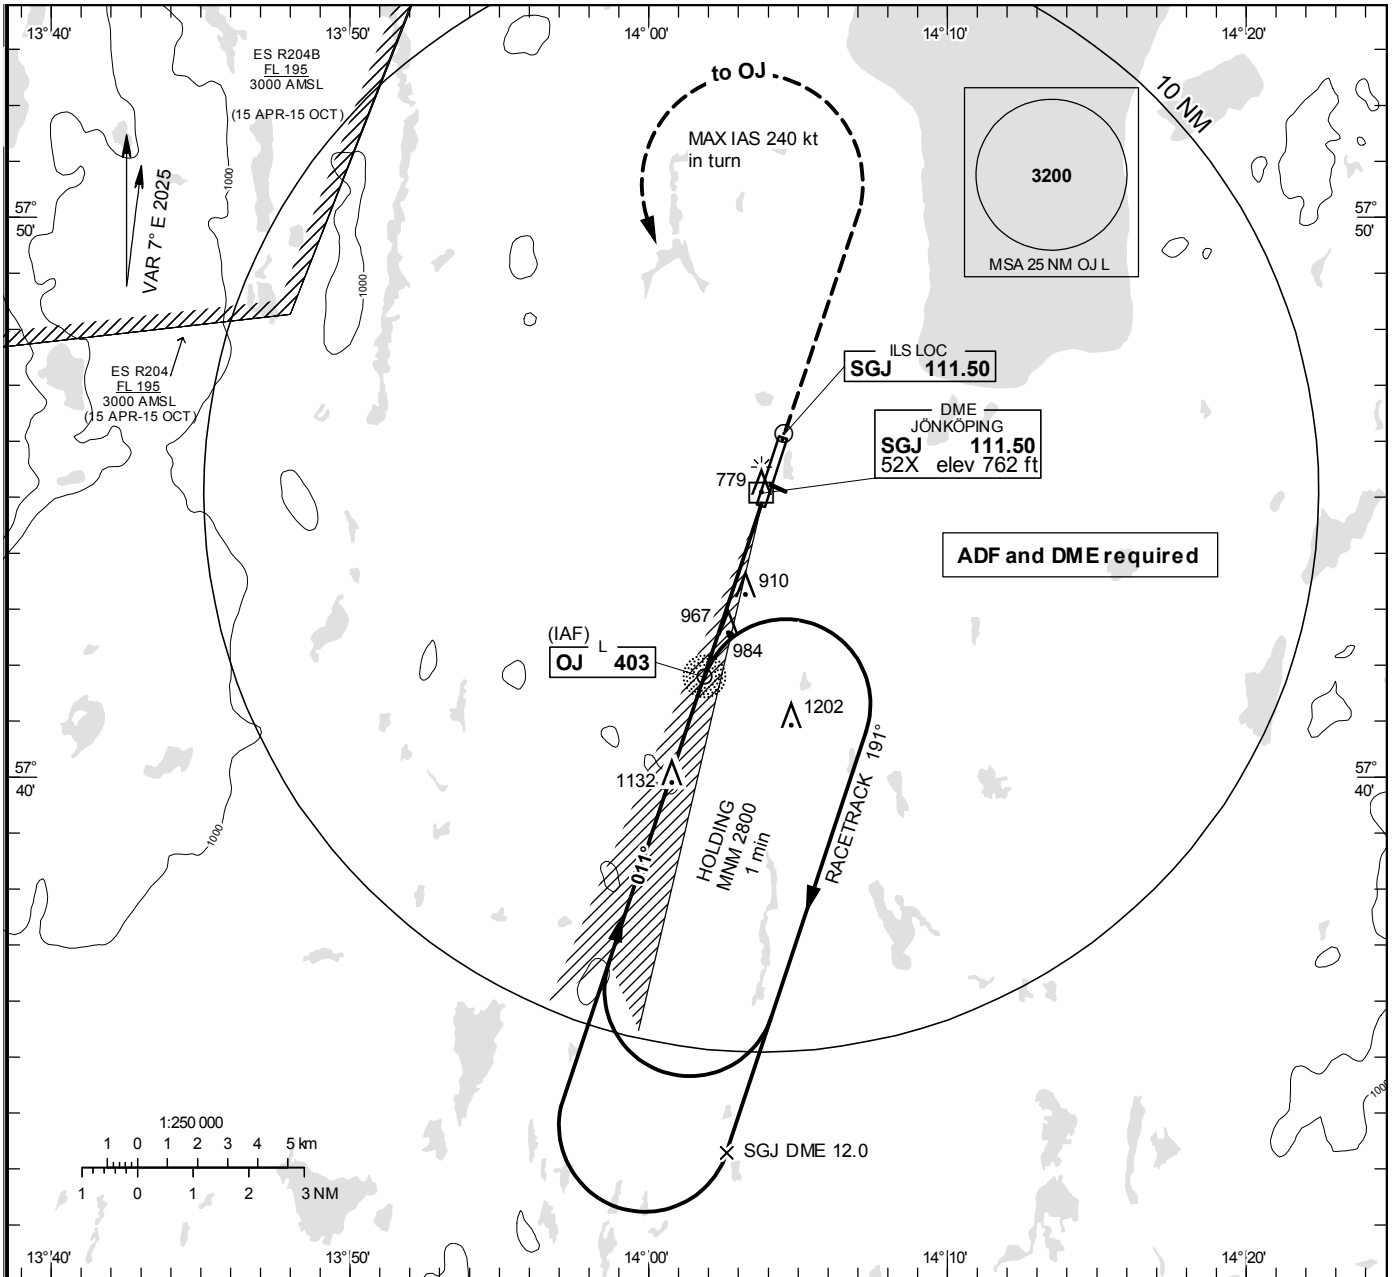 13°40'
13°50'
14°00'
14°10'
14°20'
ES R204B
FL 195
3000 AMSL
(15 APR-15 OCT)
to OJ
10 NM
MAX IAS 240 kt
in turn
3200
MSA 25 NM OJ L
VAR 7° E 2025
1000
1000
57°
50'
57°
50'
ES R204
FL 195
3000 AMSL
(15 APR-15 OCT)
ILS LOC
SGJ 111.50
DME
JÖNKÖPING
SGJ 111.50
52X elev 762 ft
779
ADF and DME required
910
967
984
(IAF)
L
OJ 403
1202
1132
57°
40'
57°
40'
RACETRACK 191°
HOLDING
MNM 2800
1 min
011°
1000
1000
SGJ DME 12.0
1:250 000
1 0 1 2 3 4 5 km
1 0 1 2 3 NM
13°40'
13°50'
14°00'
14°10'
14°20'